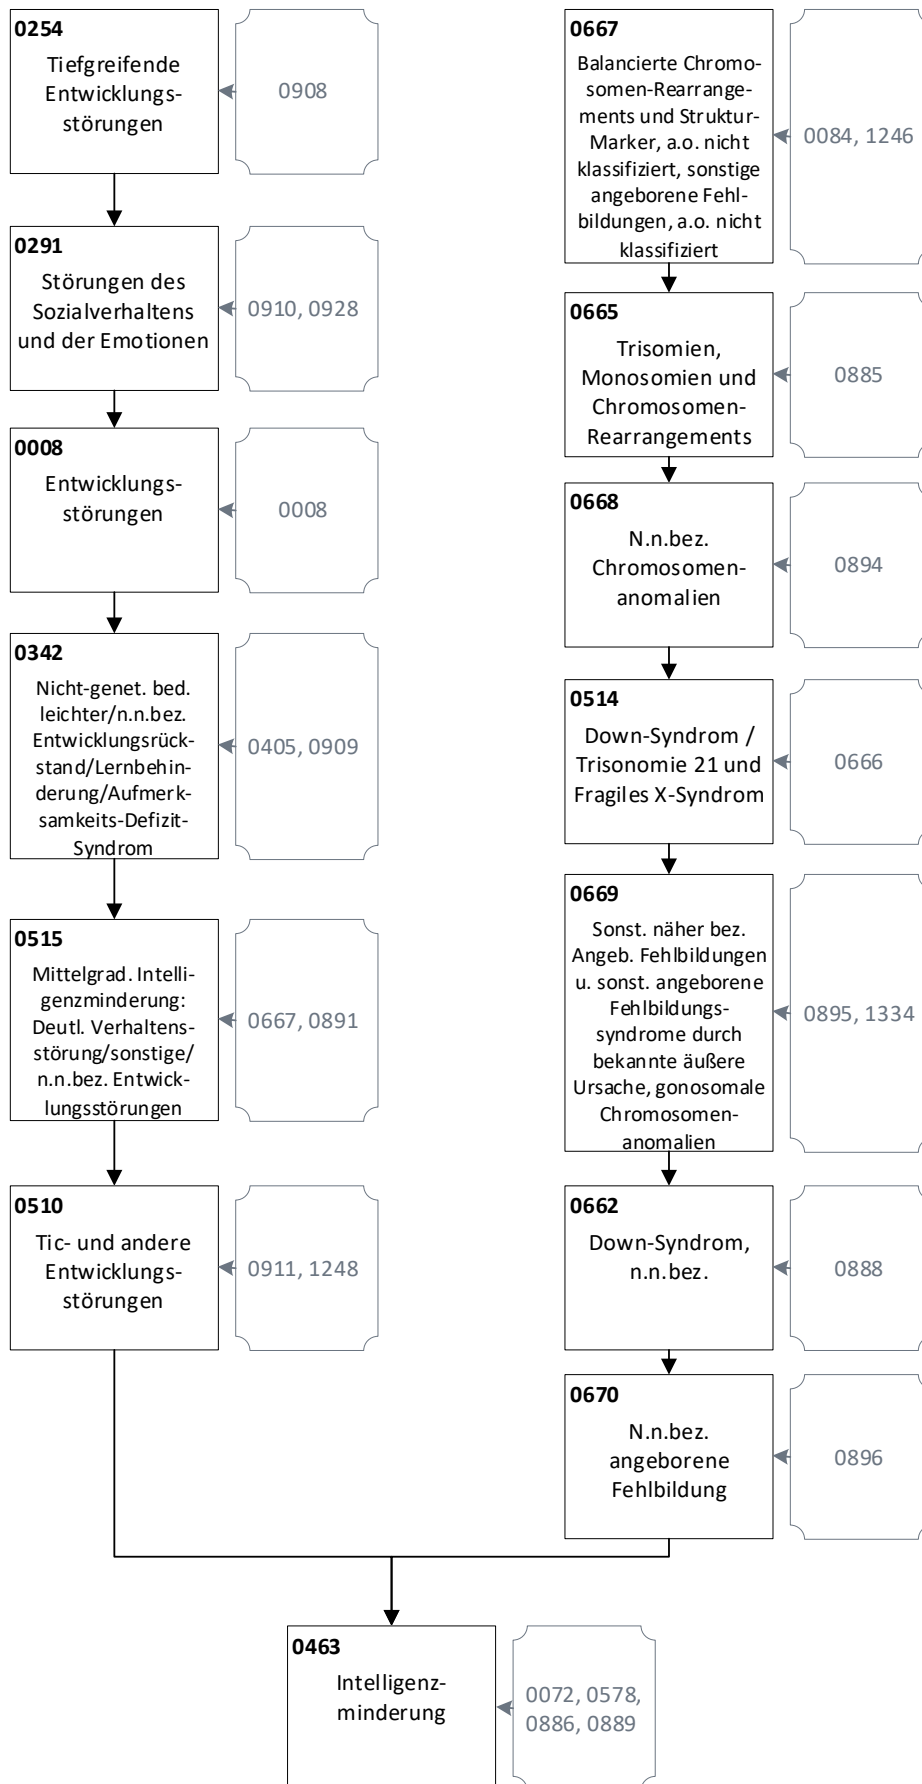 0254
Tiefgreifende
Entwicklungs-
störungen
0908
0291
Störungen des
Sozialverhaltens
und der Emotionen
0910, 0928
0008
Entwicklungs-
störungen
0008
0342
Nicht-genet. bed.
leichter/n.n.bez.
Entwicklungsrück-
stand/Lernbehin-
derung/Aufmerk-
samkeits-Defizit-
Syndrom
0405, 0909
0515
Mittelgrad. Intelli-
genzminderung:
Deutl. Verhaltens-
störung/sonstige/
n.n.bez. Entwick-
lungsstörungen
0667, 0891
0510
Tic- und andere
Entwicklungs-
störungen
0911, 1248
0667
Balancierte Chromo-
somen-Rearrange-
ments und Struktur-
Marker, a.o. nicht
klassifiziert, sonstige
angeborene Fehl-
bildungen, a.o. nicht
klassifiziert
0084, 1246
0665
Trisomien,
Monosomien und
Chromosomen-
Rearrangements
0885
0668
N.n.bez.
Chromosomen-
anomalien
0894
0514
Down-Syndrom /
Trisonomie 21 und
Fragiles X-Syndrom
0666
0669
Sonst. näher bez.
Angeb. Fehlbildungen
u. sonst. angeborene
Fehlbildungs-
syndrome durch
bekannte äußere
Ursache, gonosomale
Chromosomen-
anomalien
0895, 1334
0662
Down-Syndrom,
n.n.bez.
0888
0670
N.n.bez.
angeborene
Fehlbildung
0896
0463
Intelligenz-
minderung
0072, 0578,
0886, 0889